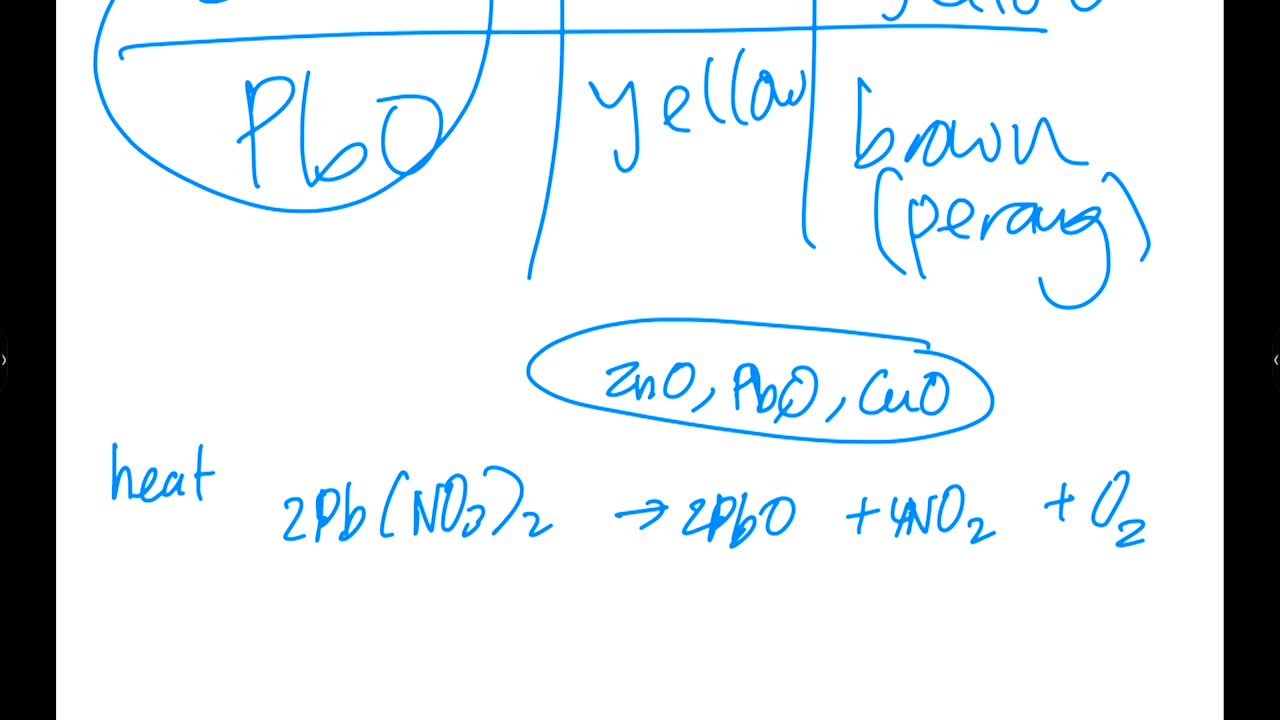 PbO yellow brown
(perang)
ZnO, PbO, CuO
heat 2Pb(NO₃)₂ → 2PbO + 4NO₂ + O₂